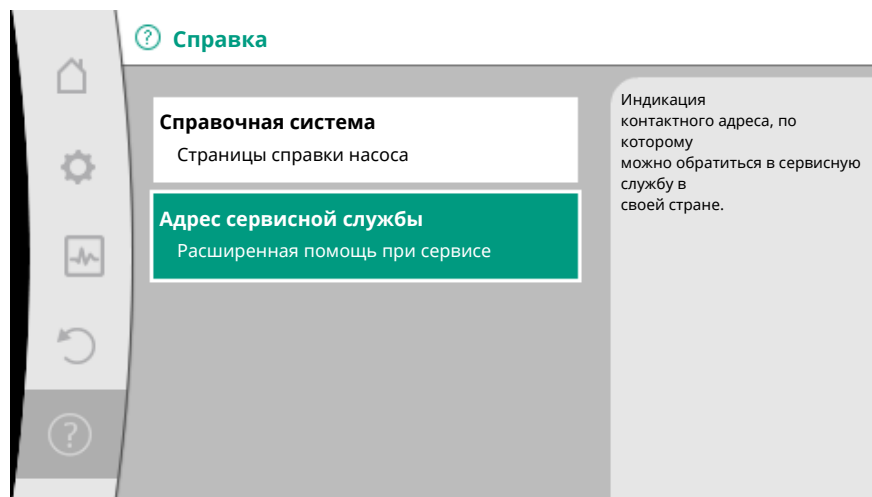 Справка
Справочная система
Страницы справки насоса
Адрес сервисной службы
Расширенная помощь при сервисе
Индикация
контактного адреса, по
которому
можно обратиться в сервисную
службу в
своей стране.